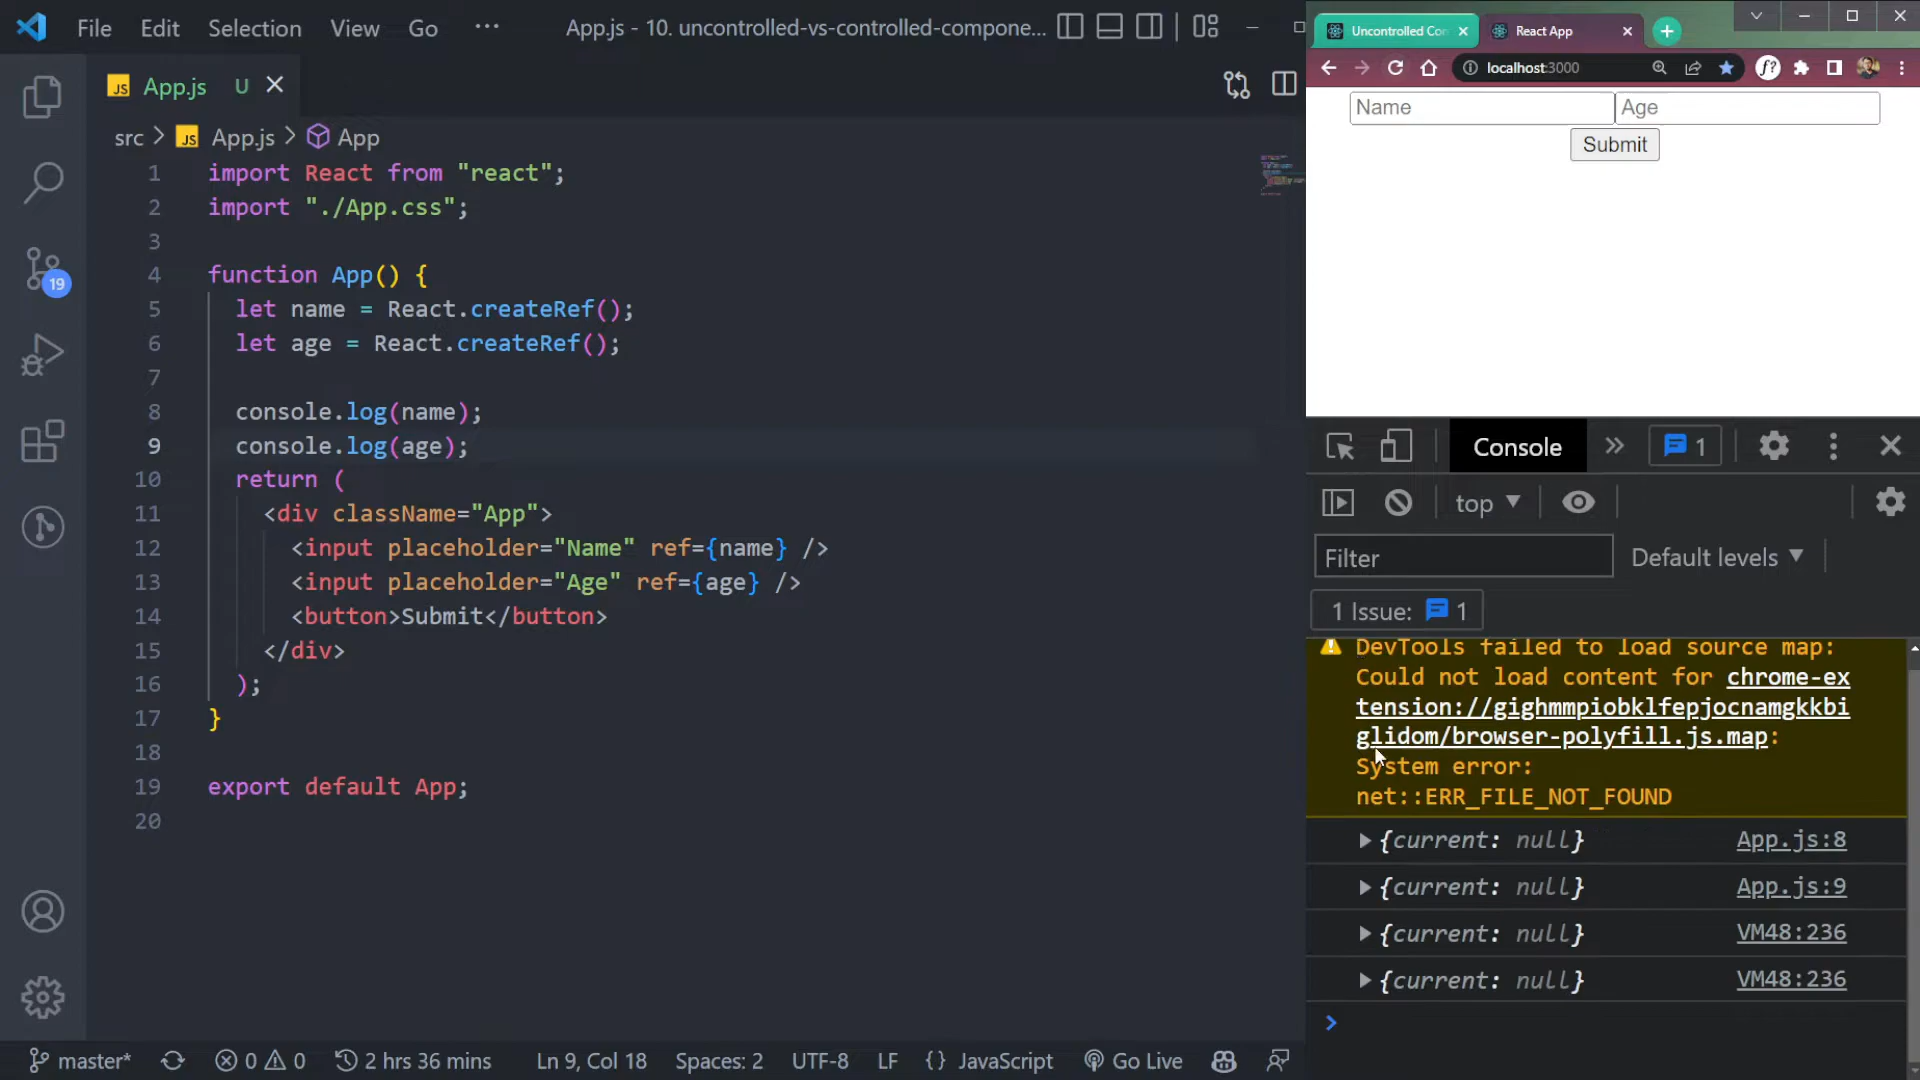 File Edit Selection View Go ··· App.js - 10. uncontrolled-vs-controlled-compone...
App.js U
src > App.js > App
1 import React from "react";
2 import "./App.css";
3
4 function App() {
5 let name = React.createRef();
6 let age = React.createRef();
7
8 console.log(name);
9 console.log(age);
10 return (
11 <div className="App">
12 <input placeholder="Name" ref={name} />
13 <input placeholder="Age" ref={age} />
14 <button>Submit</button>
15 </div>
16 );
17 }
18
19 export default App;
20
19
master* 0 0 2 hrs 36 mins Ln 9, Col 18 Spaces: 2 UTF-8 LF {} JavaScript Go Live
Uncontrolled Co React App
localhost:3000 f?
Name Age
Submit
Console 1
top
Filter Default levels
1 Issue: 1
DevTools failed to load source map:
Could not load content for chrome-ex
tension://gighmmpiobklfepjocnamgkkbi
glidom/browser-polyfill.js.map:
System error:
net::ERR_FILE_NOT_FOUND
{current: null} App.js:8
{current: null} App.js:9
{current: null} VM48:236
{current: null} VM48:236